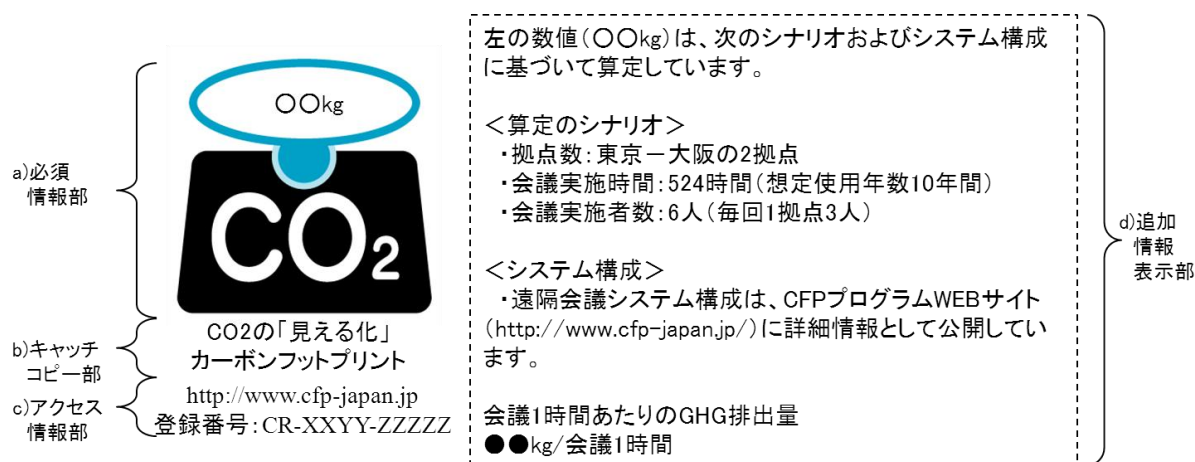 a)必須
情報部
〇〇kg
CO2
b)キャッチ
コピー部
CO2の「見える化」
カーボンフットプリント
c)アクセス
情報部
http://www.cfp-japan.jp
登録番号:CR-XXYY-ZZZZZ
左の数値(〇〇kg)は、次のシナリオおよびシステム構成
に基づいて算定しています。
<算定のシナリオ>
・拠点数:東京-大阪の2拠点
・会議実施時間:524時間(想定使用年数10年間)
・会議実施者数:6人(毎回1拠点3人)
<システム構成>
・遠隔会議システム構成は、CFPプログラムWEBサイト
(http://www.cfp-japan.jp/)に詳細情報として公開してい
ます。
会議1時間あたりのGHG排出量
●●kg/会議1時間
d)追加
情報
表示部